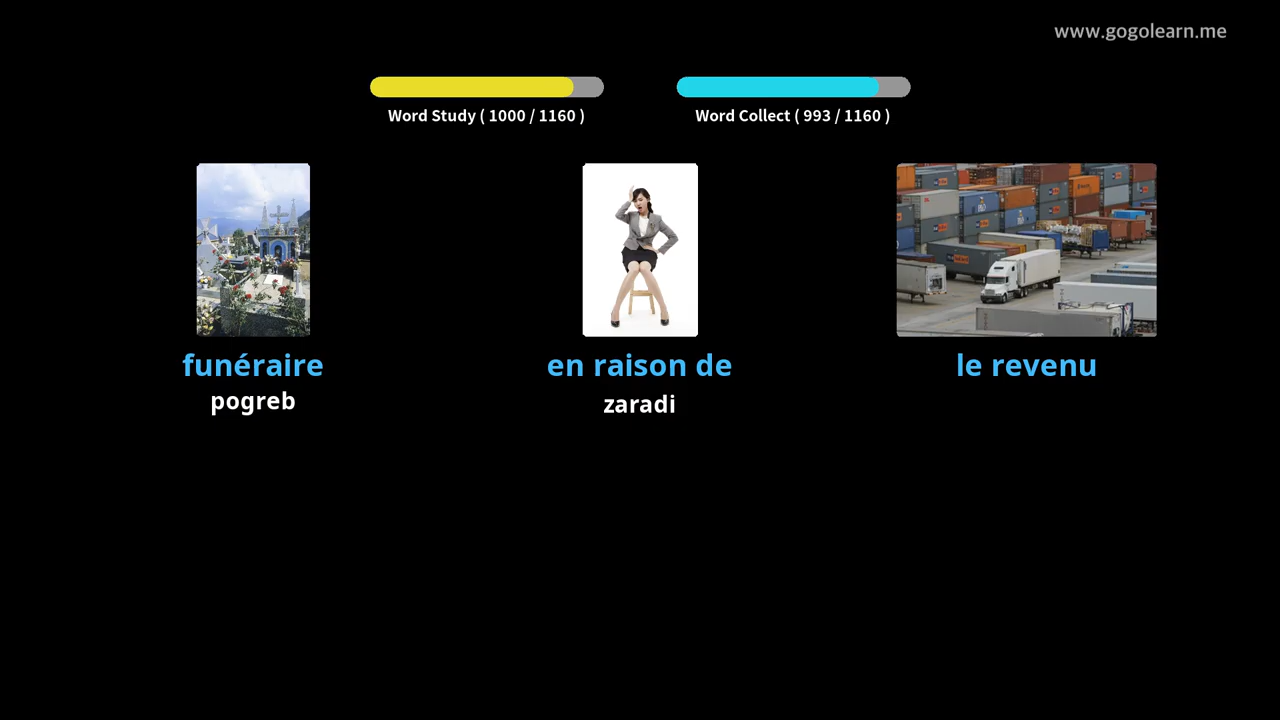 www.gogolearn.me
Word Study ( 1000 / 1160 )
Word Collect ( 993 / 1160 )
funéraire
pogreb
en raison de
zaradi
le revenu